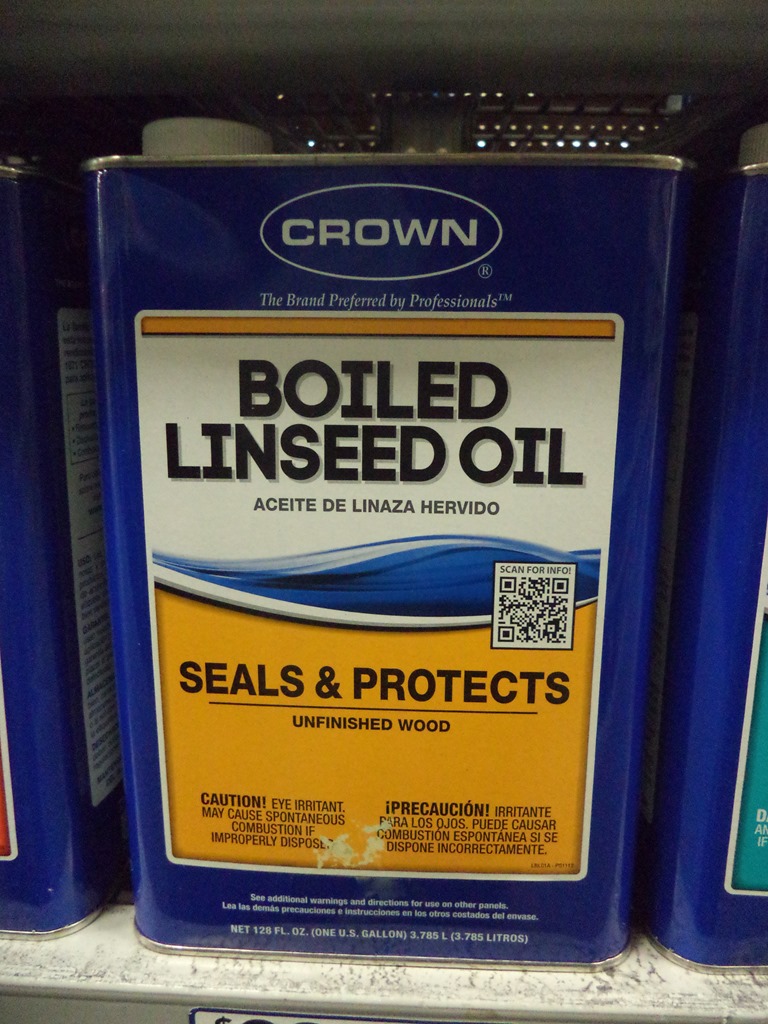 CROWN
®
The Brand Preferred by Professionals™
BOILED
LINSEED OIL
ACEITE DE LINAZA HERVIDO
SCAN FOR INFO!
SEALS & PROTECTS
UNFINISHED WOOD
CAUTION! EYE IRRITANT.
MAY CAUSE SPONTANEOUS
COMBUSTION IF
IMPROPERLY
¡PRECAUCIÓN! IRRITANTE
PARA LOS OJOS. PUEDE CAUSAR
COMBUSTIÓN ESPONTÁNEA SI SE
DISPONE INCORRECTAMENTE.
See additional warnings and directions for use on other panels.
Lea las demás precauciones e instrucciones en los otros costados del envase.
NET 128 FL. OZ. (ONE U.S. GALLON) 3.785 L (3.785 LITROS)